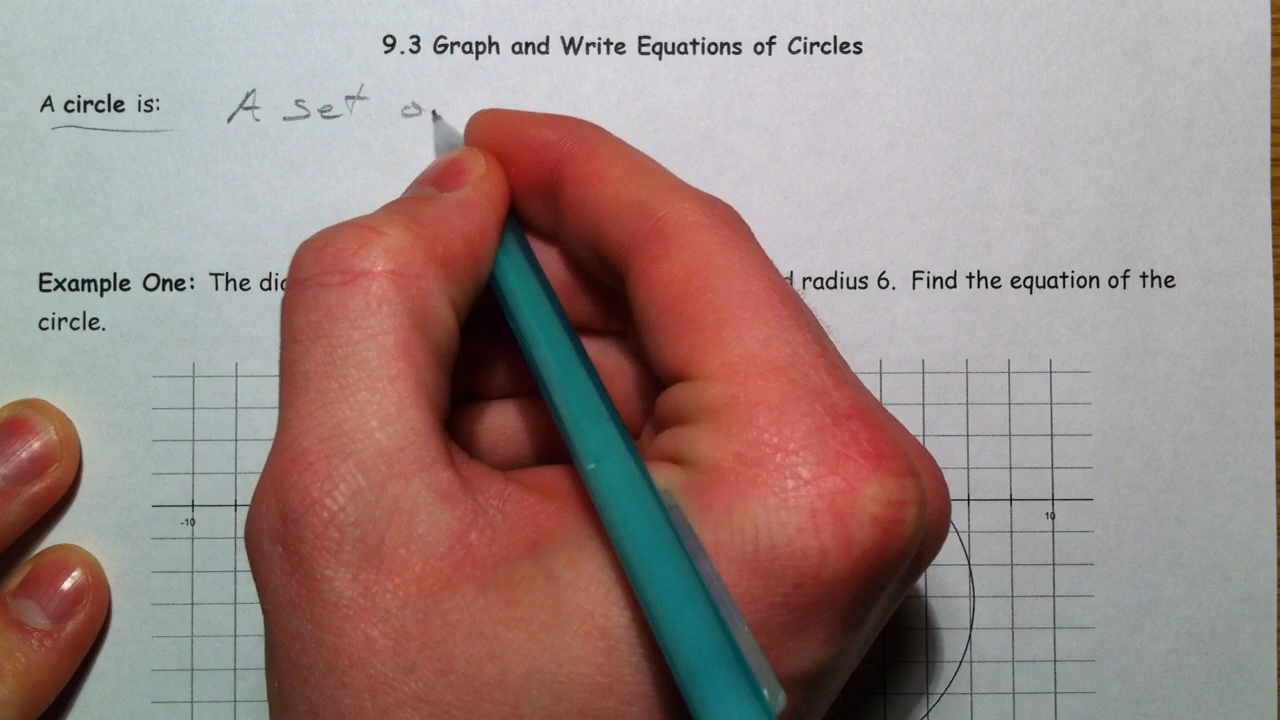 9.3 Graph and Write Equations of Circles
A circle is: A set
Example One: The radius 6. Find the equation of the
circle.
-10 10